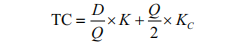 TC = D/Q × K + Q/2 × K_C